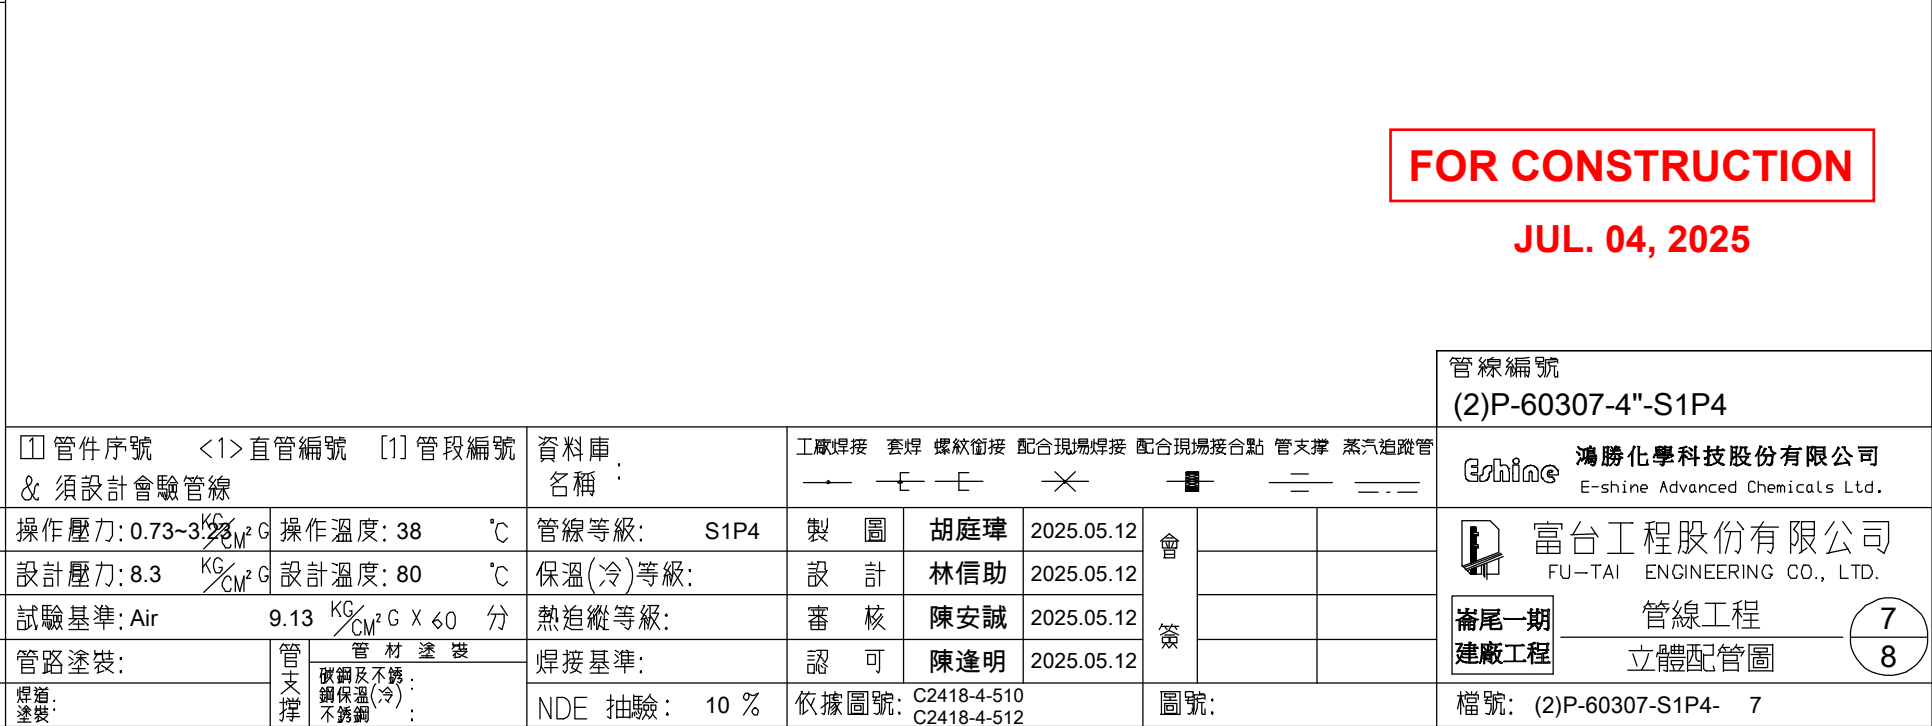 FOR CONSTRUCTION
JUL. 04, 2025
管線編號
(2)P-60307-4"-S1P4
1 管件序號 <1>直管編號 [1]管段編號
& 須設計會驗管線
資料庫
名稱 :
工廠焊接 套焊 螺紋銜接 配合現場焊接 配合現場接合點 管支撐 蒸汽追蹤管
Eshine 鴻勝化學科技股份有限公司
E-shine Advanced Chemicals Ltd.
操作壓力: 0.73~3.23 KG/CM² G 操作溫度: 38 ℃ 管線等級: S1P4
設計壓力: 8.3 KG/CM² G 設計溫度: 80 ℃ 保溫(冷)等級:
試驗基準: Air 9.13 KG/CM² G X 60 分 熱追縱等級:
管路塗裝:
焊道:
塗裝
管支撐
管材塗裝
碳鋼及不銹
鋼保溫(冷) :
不銹鋼 :
焊接基準:
NDE 抽驗: 10 %
製圖 胡庭瑋 2025.05.12
設計 林信助 2025.05.12
審核 陳安誠 2025.05.12
認可 陳逢明 2025.05.12
會簽
依據圖號: C2418-4-510
C2418-4-512
圖號:
富台工程股份有限公司
FU-TAI ENGINEERING CO., LTD.
崙尾一期
建廠工程
管線工程
立體配管圖
7
8
檔號: (2)P-60307-S1P4- 7